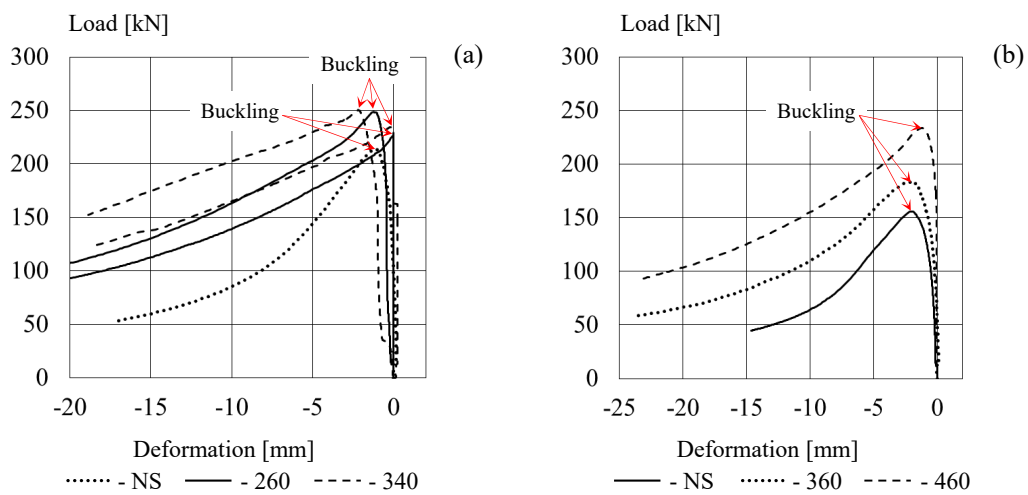 Load [kN]
(a)
300
250
200
150
100
50
0
Buckling
Buckling
-20 -15 -10 -5 0
Deformation [mm]
- NS - 260 - 340
Load [kN]
(b)
300
250
200
150
100
50
0
Buckling
-25 -20 -15 -10 -5 0
Deformation [mm]
- NS - 360 - 460